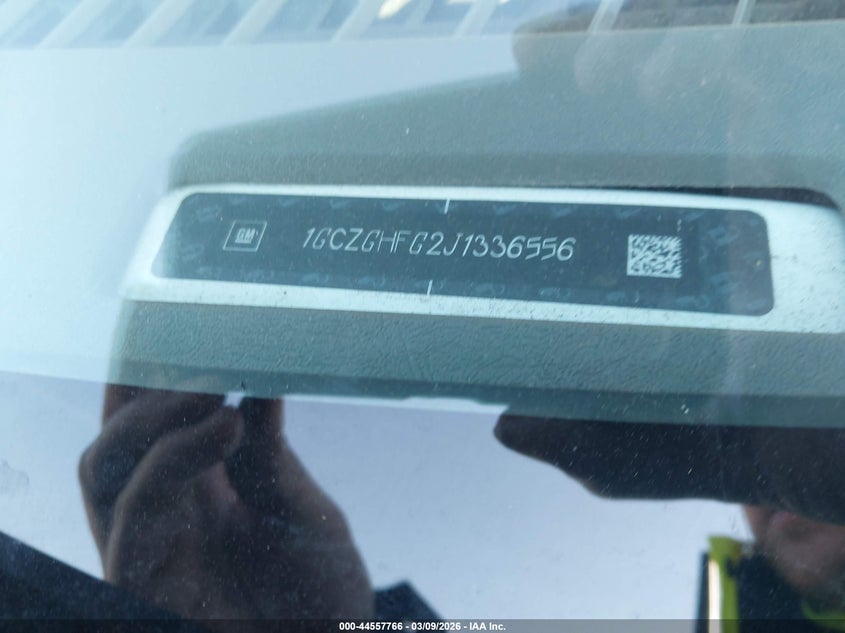 GM
1GCZGHFG2J1336556
000-44557766 - 03/09/2026 - IAA Inc.